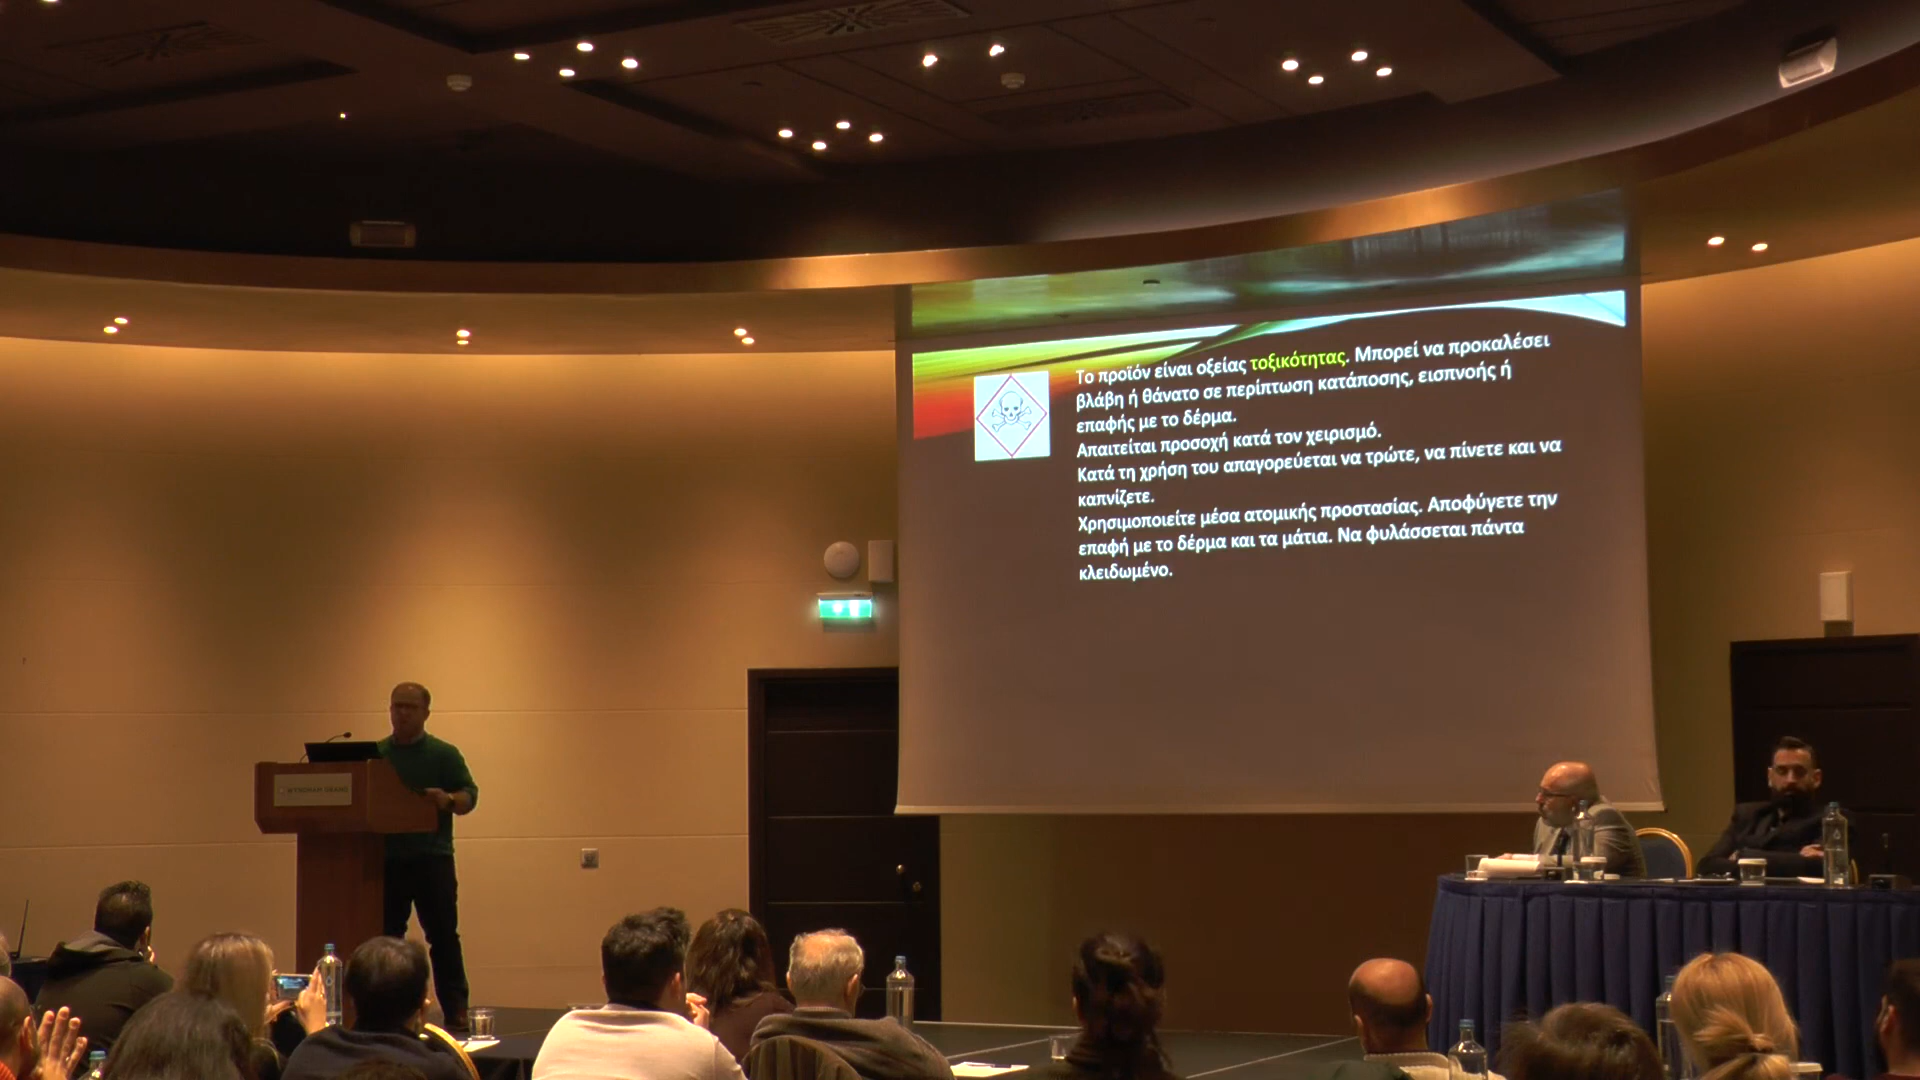 Το προϊόν είναι οξείας τοξικότητας. Μπορεί να προκαλέσει
βλάβη ή θάνατο σε περίπτωση κατάποσης, εισπνοής ή
επαφής με το δέρμα.
Απαιτείται προσοχή κατά τον χειρισμό.
Κατά τη χρήση του απαγορεύεται να τρώτε, να πίνετε και να
καπνίζετε.
Χρησιμοποιείτε μέσα ατομικής προστασίας. Αποφύγετε την
επαφή με το δέρμα και τα μάτια. Να φυλάσσεται πάντα
κλειδωμένο.
WYNDHAM GRAND